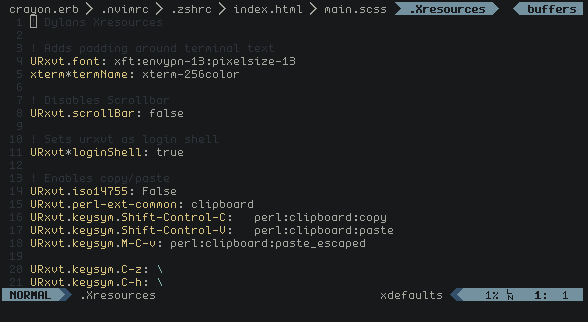 crayon.erb > .nvimrc > .zshrc > index.html > main.scss > .Xresources buffers
1 ! Dylans Xresources
2
3 ! Adds padding around terminal text
4 URxvt.font: xft:envypn-13:pixelsize-13
5 xterm*termName: xterm-256color
6
7 ! Disables Scrollbar
8 URxvt.scrollBar: false
9
10 ! Sets urxvt as login shell
11 URxvt*loginShell: true
12
13 ! Enables copy/paste
14 URxvt.iso14755: False
15 URxvt.perl-ext-common: clipboard
16 URxvt.keysym.Shift-Control-C:   perl:clipboard:copy
17 URxvt.keysym.Shift-Control-V:   perl:clipboard:paste
18 URxvt.keysym.M-C-v: perl:clipboard:paste_escaped
19
20 URxvt.keysym.C-z: \
21 URxvt.keysym.C-h: \
NORMAL .Xresources xdefaults 1% LN 1: 1